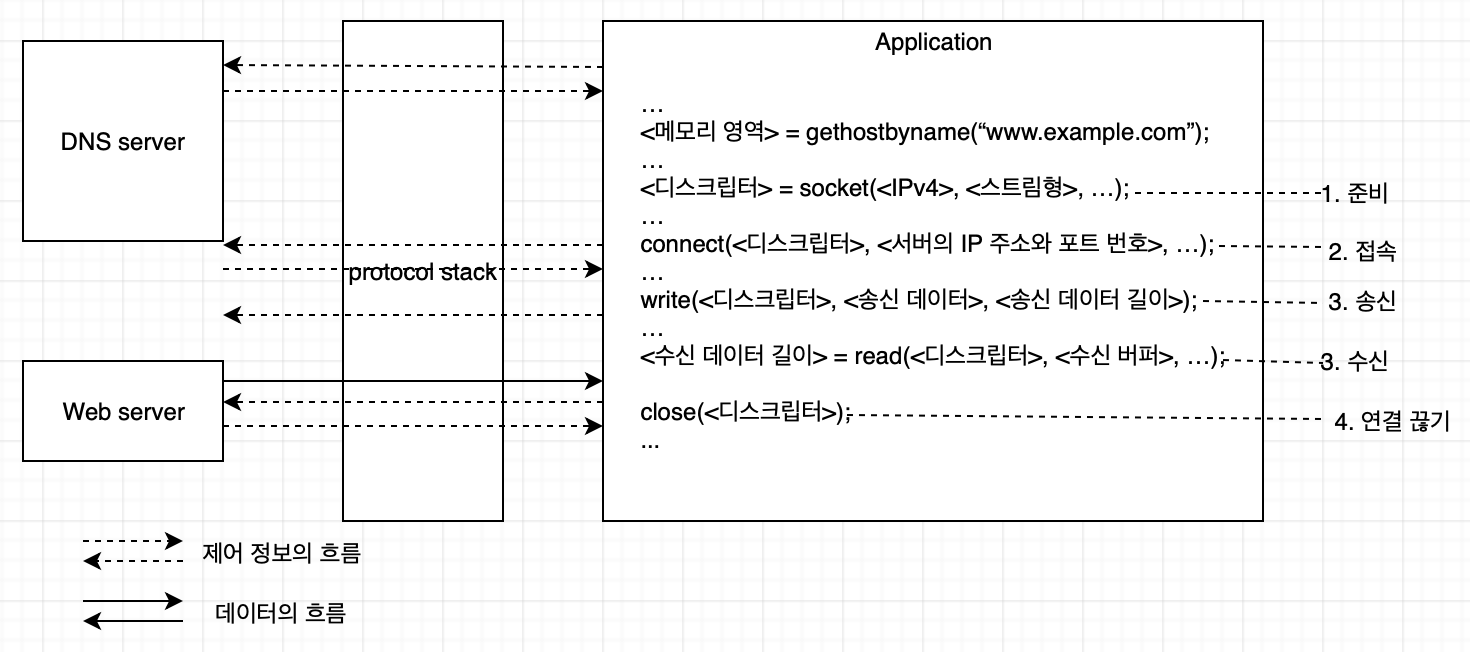 Application
DNS server
…
<메모리 영역> = gethostbyname(“www.example.com”);
…
<디스크립터> = socket(<IPv4>, <스트림형>, …);
1. 준비
…
connect(<디스크립터>, <서버의 IP 주소와 포트 번호>, …);
2. 접속
protocol stack
…
write(<디스크립터>, <송신 데이터>, <송신 데이터 길이>);
3. 송신
…
<수신 데이터 길이> = read(<디스크립터>, <수신 버퍼>, …);
3. 수신
Web server
close(<디스크립터>);
4. 연결 끊기
...
제어 정보의 흐름
데이터의 흐름